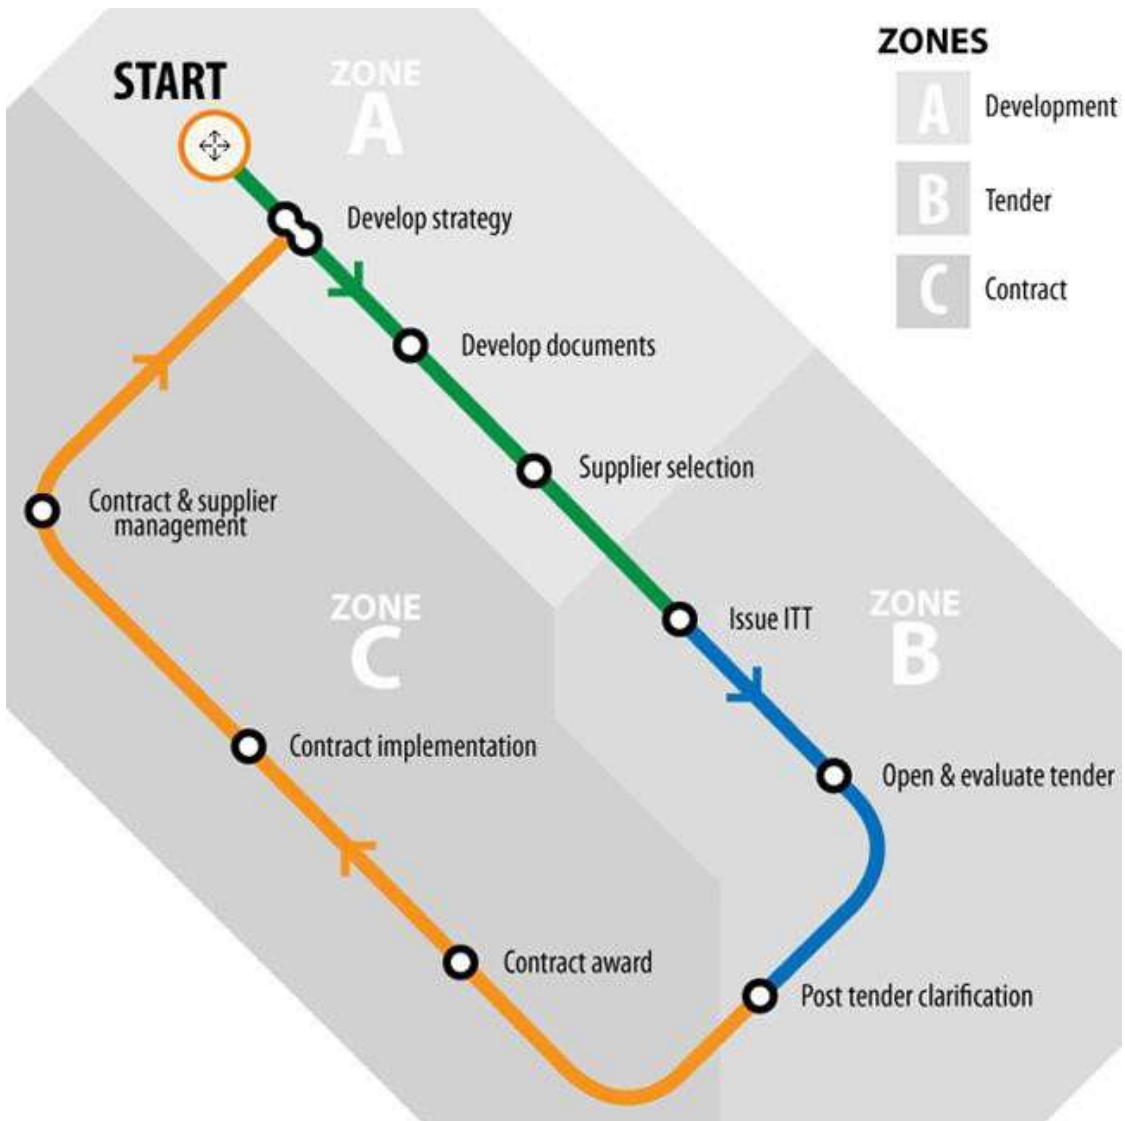 START
ZONE
A
ZONES
A
Development
B
Tender
C
Contract
Develop strategy
Develop documents
Supplier selection
Contract & supplier
management
ZONE
C
Issue ITT
ZONE
B
Contract implementation
Open & evaluate tender
Contract award
Post tender clarification